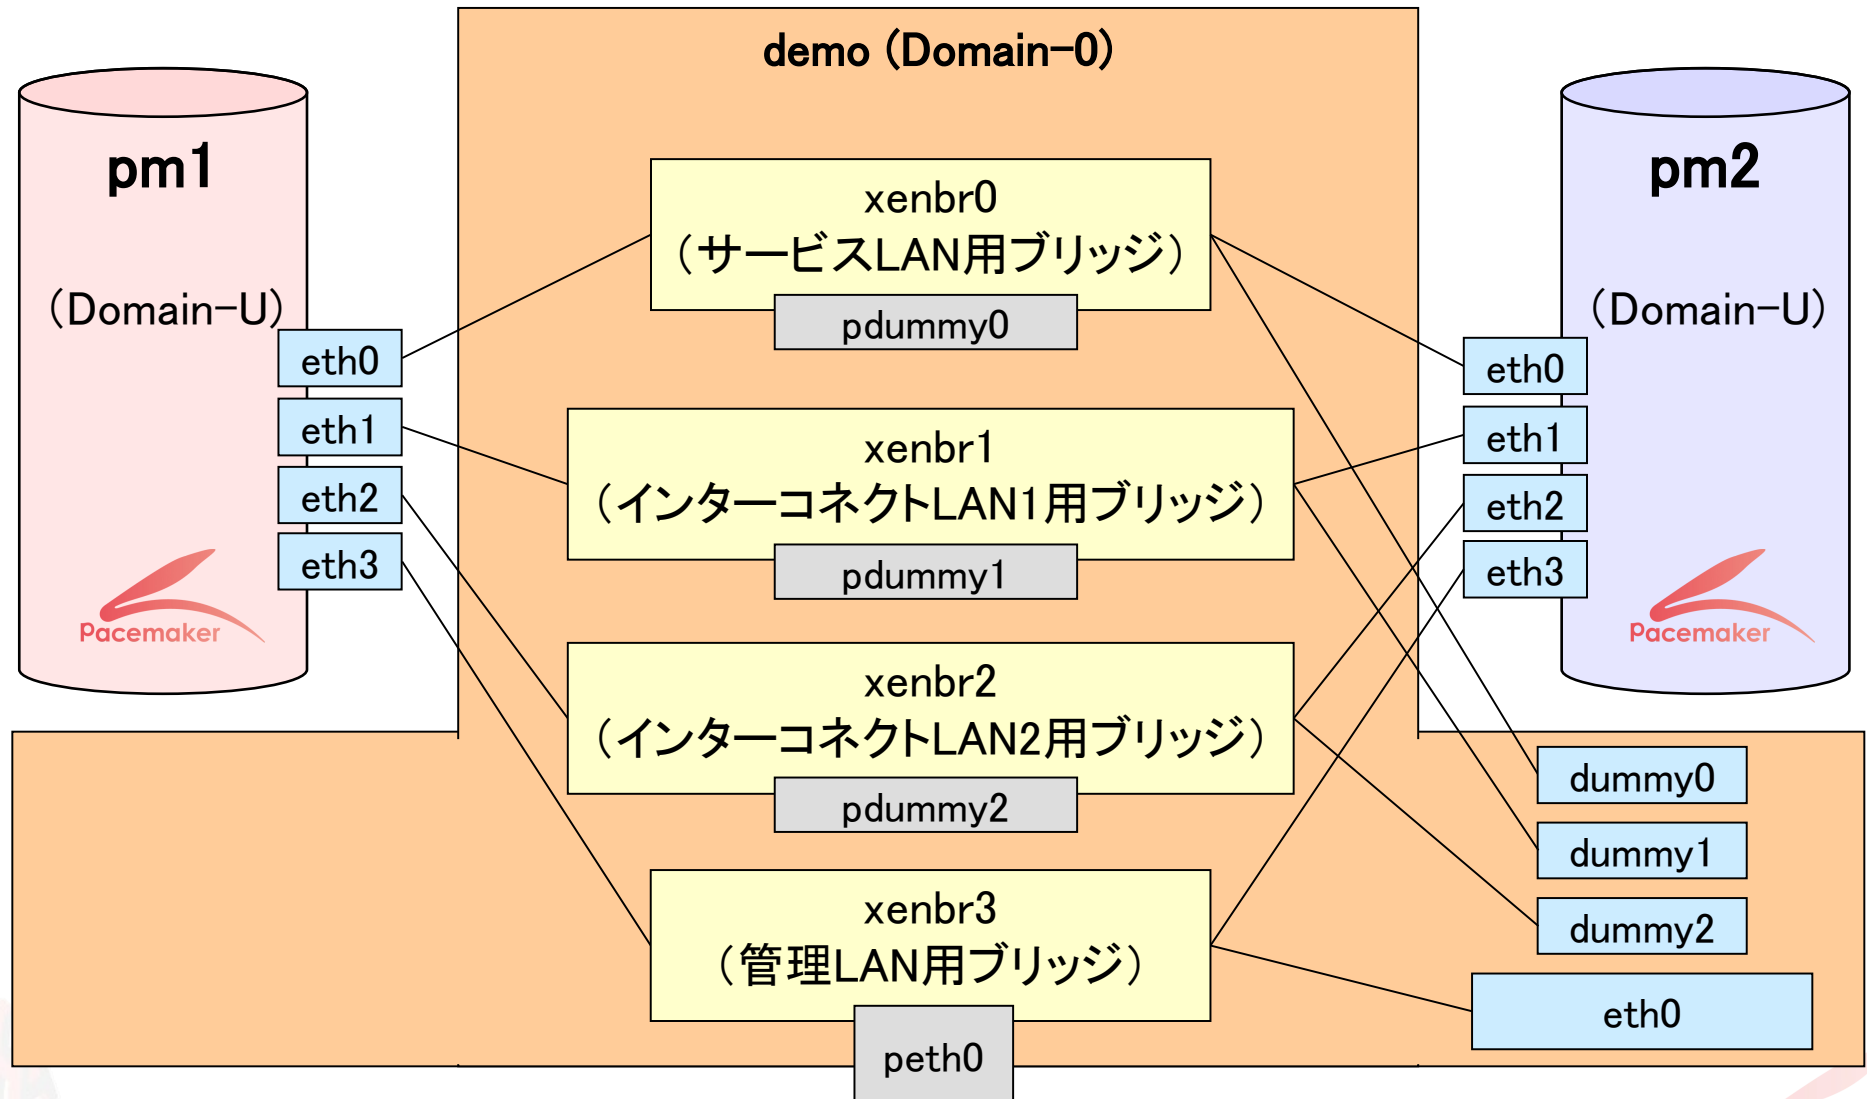 demo (Domain-0)
pm1
(Domain-U)
eth0
eth1
eth2
eth3
Pacemaker
xenbr0
（サービスLAN用ブリッジ）
pdummy0
xenbr1
（インターコネクトLAN1用ブリッジ）
pdummy1
xenbr2
（インターコネクトLAN2用ブリッジ）
pdummy2
xenbr3
（管理LAN用ブリッジ）
peth0
pm2
(Domain-U)
eth0
eth1
eth2
eth3
Pacemaker
dummy0
dummy1
dummy2
eth0